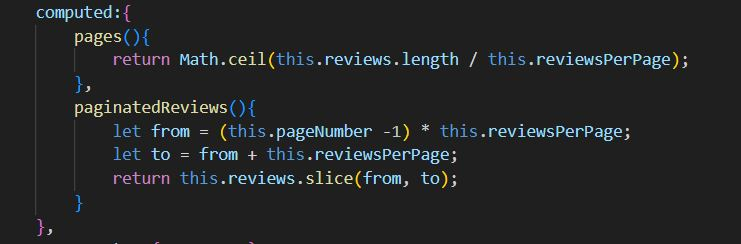 computed:{
pages(){
return Math.ceil(this.reviews.length / this.reviewsPerPage);
},
paginatedReviews(){
let from = (this.pageNumber -1) * this.reviewsPerPage;
let to = from + this.reviewsPerPage;
return this.reviews.slice(from, to);
}
},